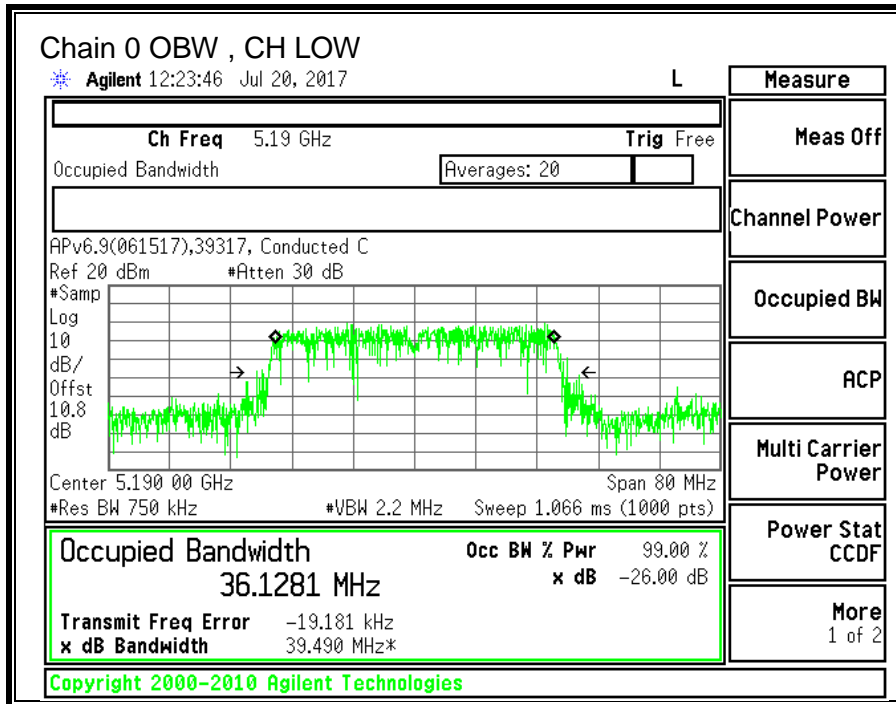 Chain 0 OBW , CH LOW
Agilent 12:23:46 Jul 20, 2017 L
Ch Freq 5.19 GHz Trig Free
Occupied Bandwidth Averages: 20
APv6.9(061517),39317, Conducted C
Ref 20 dBm #Atten 30 dB
#Samp
Log
10
dB/
Offst
10.8
dB
Center 5.190 00 GHz Span 80 MHz
#Res BW 750 kHz #VBW 2.2 MHz Sweep 1.066 ms (1000 pts)
Occupied Bandwidth Occ BW % Pwr 99.00 %
36.1281 MHz x dB -26.00 dB
Transmit Freq Error -19.181 kHz
x dB Bandwidth 39.490 MHz*
Copyright 2000-2010 Agilent Technologies
Measure
Meas Off
Channel Power
Occupied BW
ACP
Multi Carrier
Power
Power Stat
CCDF
More
1 of 2